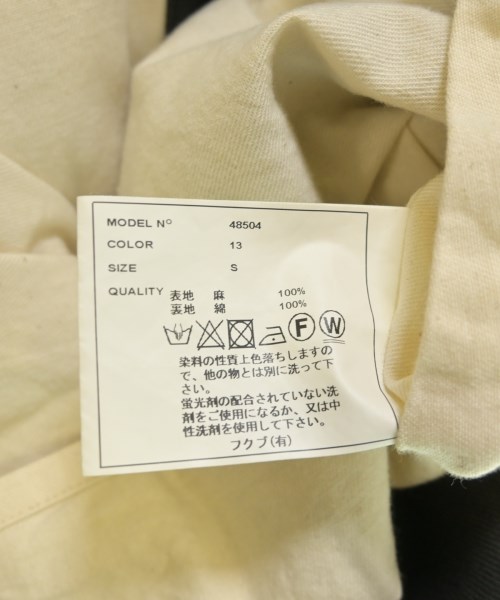 MODEL Nº 48504
COLOR 13
SIZE S
QUALITY 表地 麻 100%
裏地 綿 100%
F W
染料の性質上色落ちしますの
で、他の物とは別に洗って下
さい。
蛍光剤の配合されていない洗
剤をご使用になるか、又は中
性洗剤を使用して下さい。
フクブ(有)